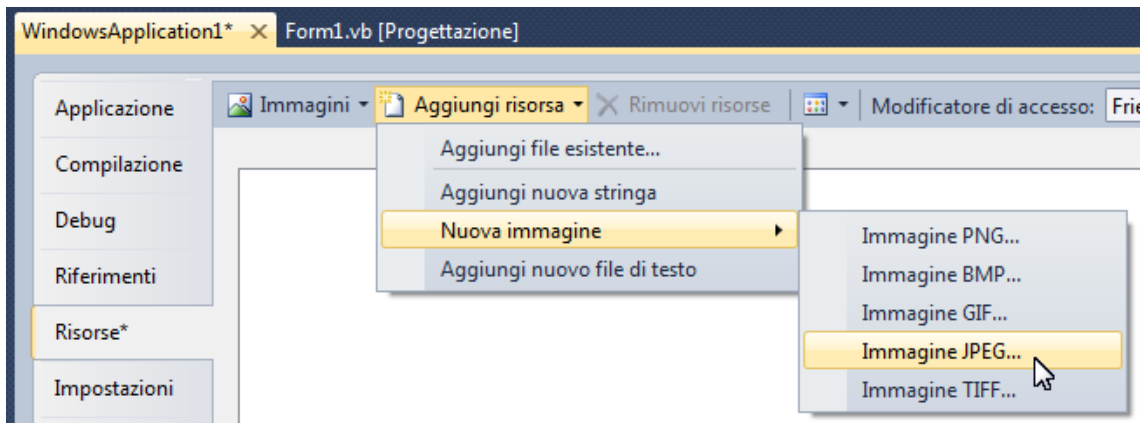 WindowsApplication1* Form1.vb [Progettazione]
Applicazione
Compilazione
Debug
Riferimenti
Risorse*
Impostazioni
Immagini Aggiungi risorsa Rimuovi risorse Modificatore di accesso:
Aggiungi file esistente...
Aggiungi nuova stringa
Nuova immagine
Aggiungi nuovo file di testo
Immagine PNG...
Immagine BMP...
Immagine GIF...
Immagine JPEG...
Immagine TIFF...